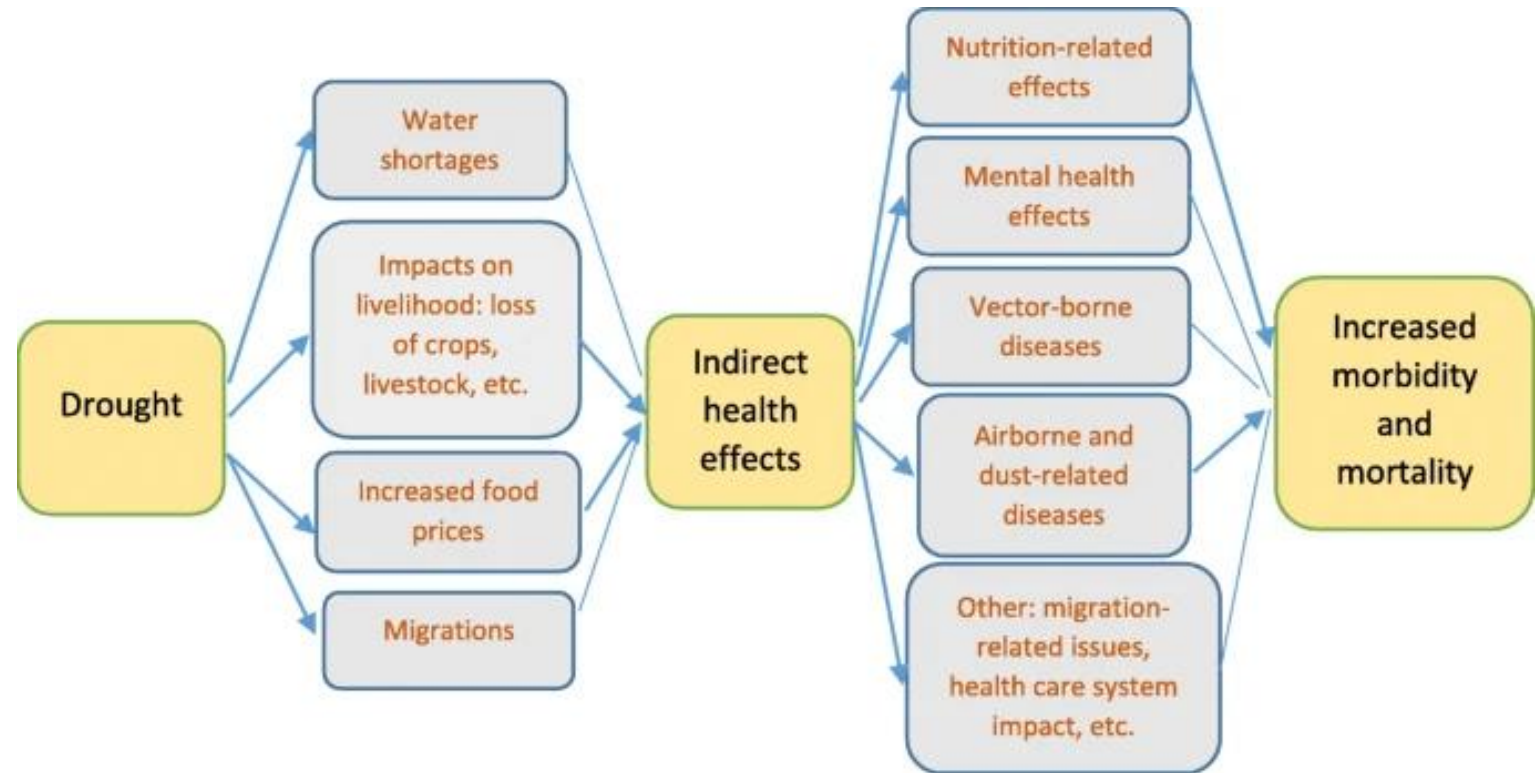 Drought
Water
shortages
Impacts on
livelihood: loss
of crops,
livestock, etc.
Increased food
prices
Migrations
Indirect
health
effects
Nutrition-related
effects
Mental health
effects
Vector-borne
diseases
Airborne and
dust-related
diseases
Other: migration-
related issues,
health care system
impact, etc.
Increased
morbidity
and
mortality